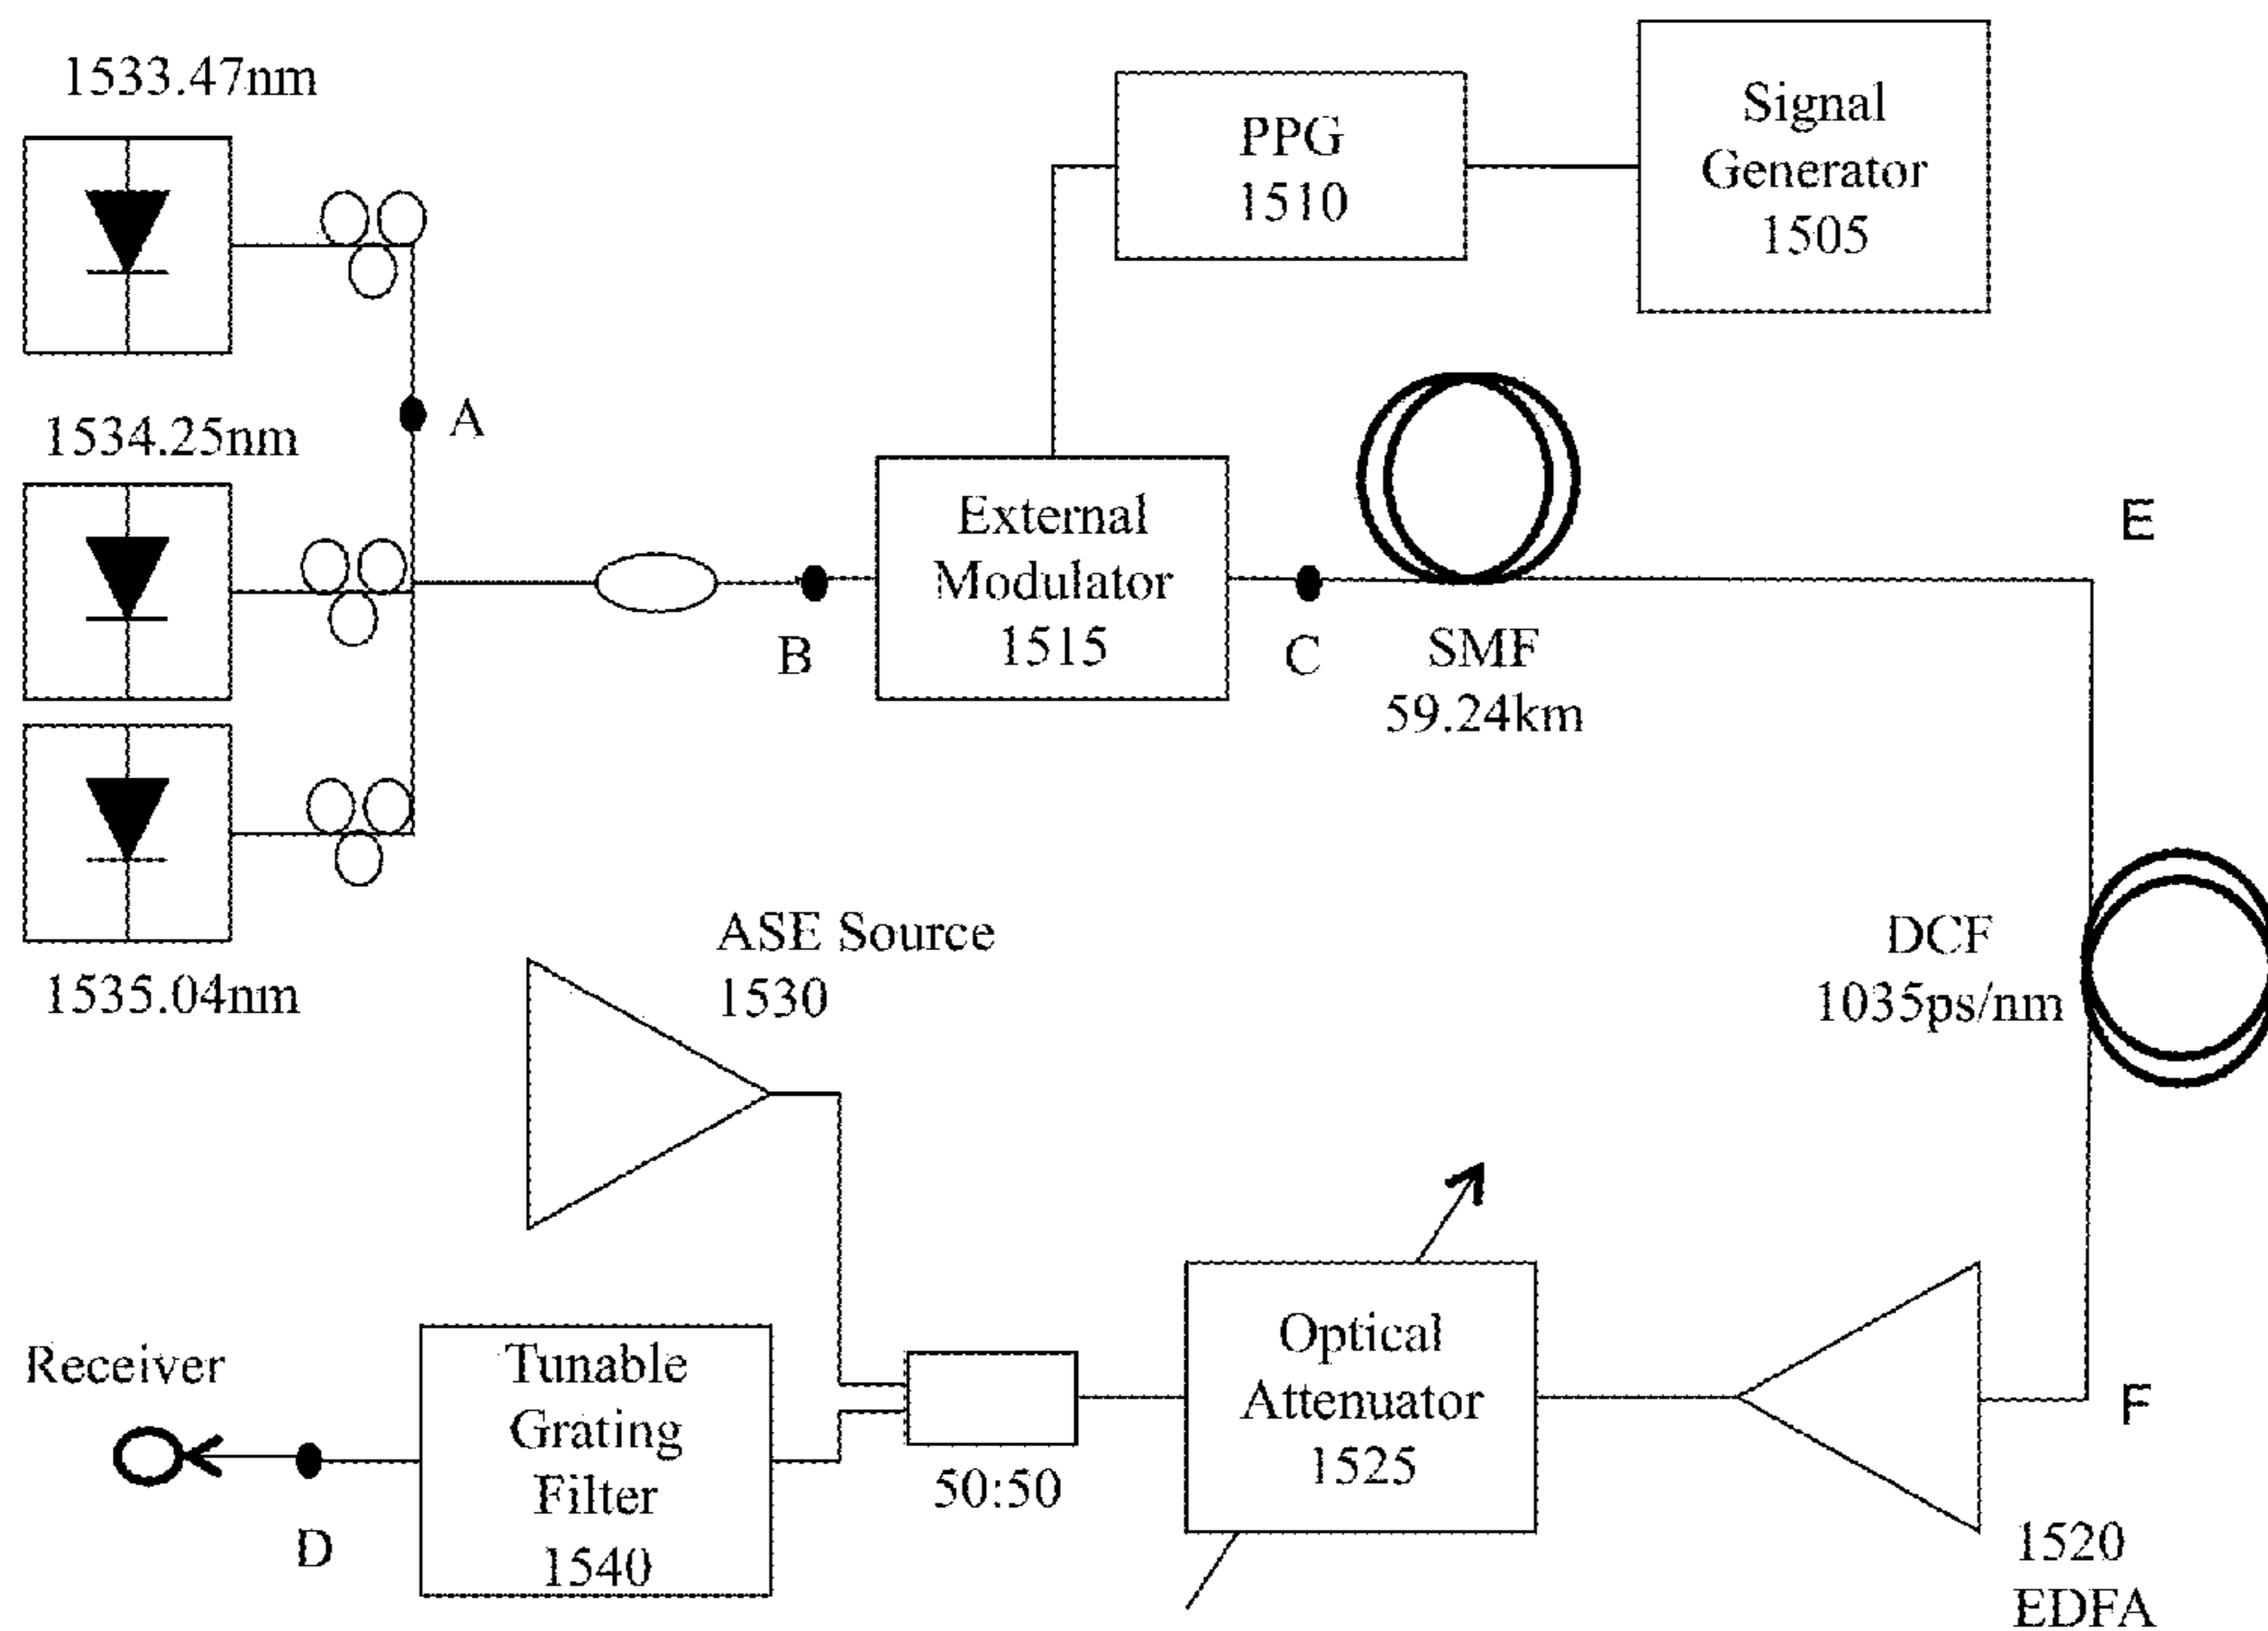 1533.47nm
PPG
1510
Signal
Generator
1505
1534.25nm
A
External
Modulator
1515
B
C
SMF
59.24km
E
1535.04nm
ASE Source
1530
DCF
1035ps/nm
Receiver
D
Tunable
Grating
Filter
1540
50:50
Optical
Attenuator
1525
F
1520
EDFA